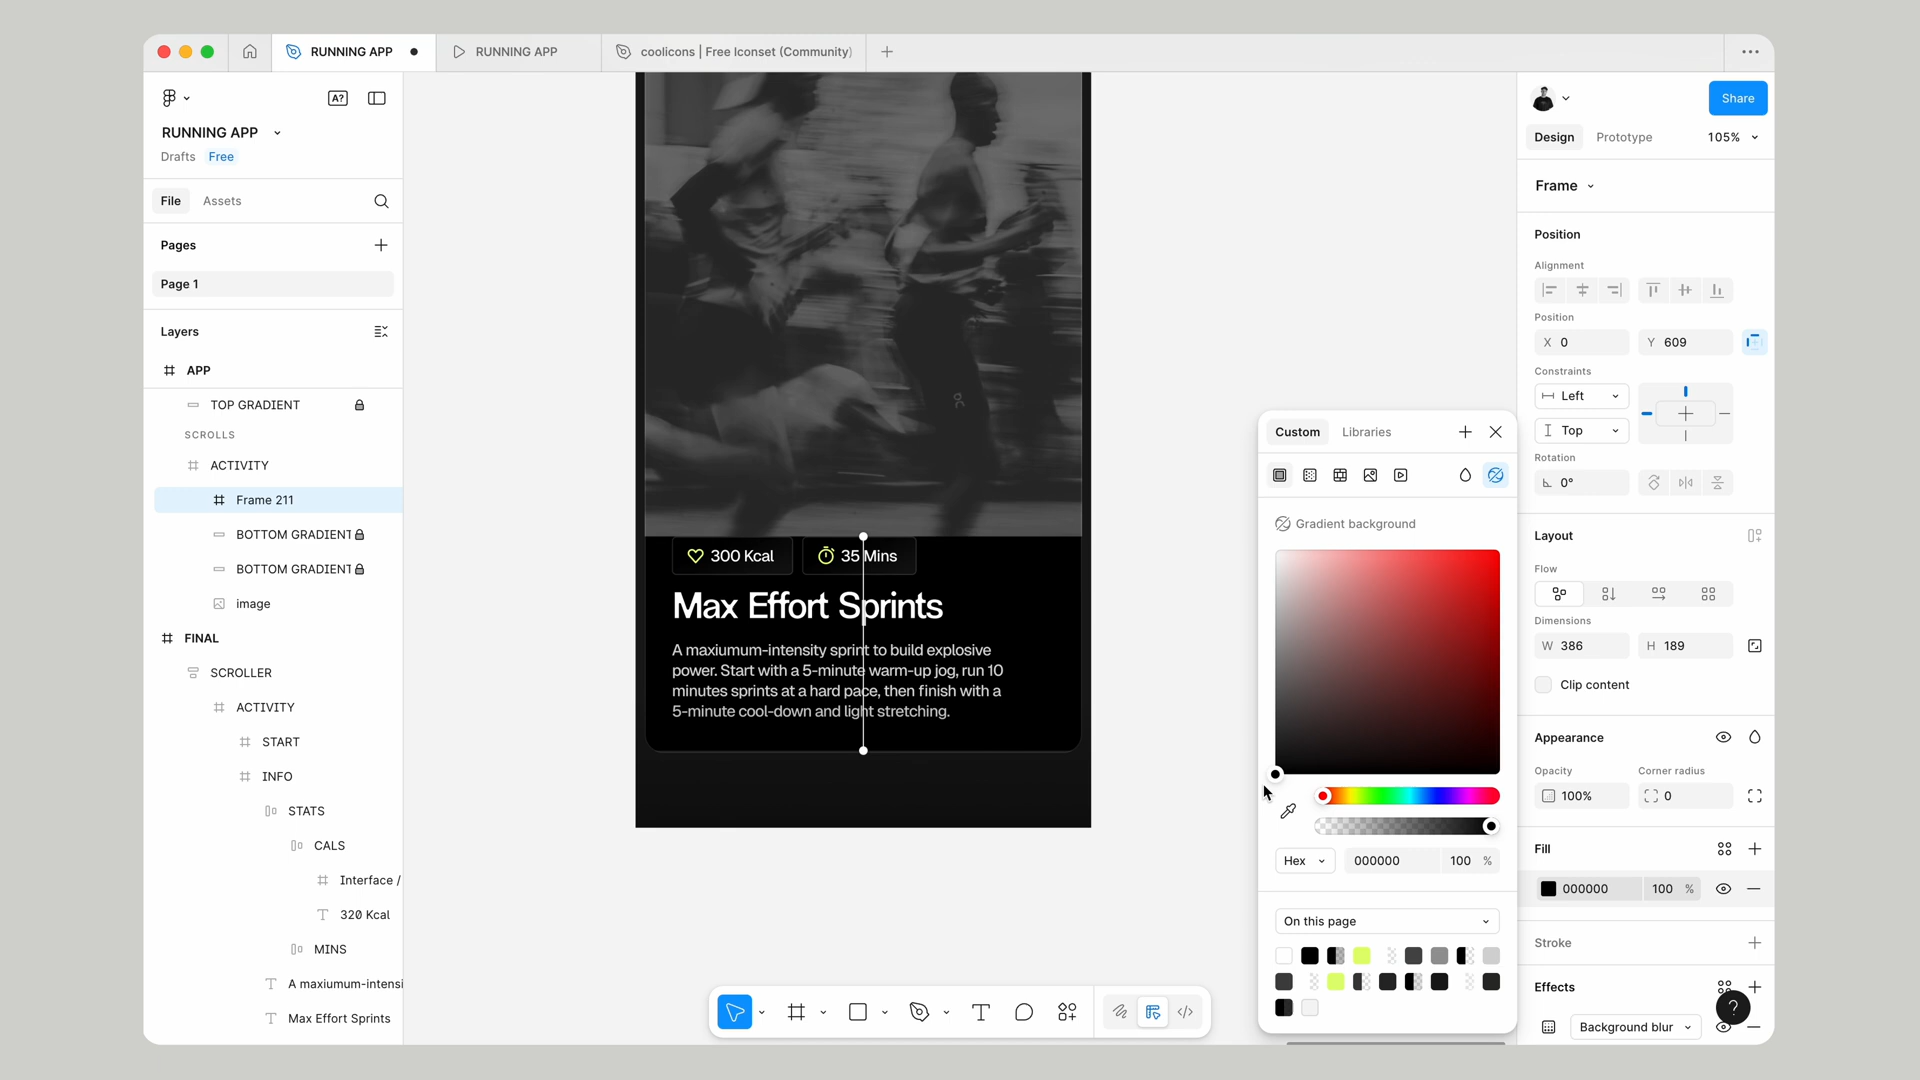 RUNNING APP
RUNNING APP
coolicons | Free Iconset (Community)
A?
RUNNING APP
Drafts
Free
File
Assets
Pages
Page 1
Layers
APP
TOP GRADIENT
SCROLLS
ACTIVITY
Frame 211
BOTTOM GRADIENT
BOTTOM GRADIENT
image
FINAL
SCROLLER
ACTIVITY
START
INFO
STATS
CALS
Interface /
320 Kcal
MINS
A maxiumum-intensi
Max Effort Sprints
300 Kcal
35 Mins
Max Effort Sprints
A maxiumum-intensity sprint to build explosive
power. Start with a 5-minute warm-up jog, run 10
minutes sprints at a hard pace, then finish with a
5-minute cool-down and light stretching.
Custom
Libraries
Gradient background
Hex
000000
100 %
On this page
Share
Design
Prototype
105%
Frame
Position
Alignment
Position
X 0
Y 609
Constraints
Left
Top
Rotation
0°
Layout
Flow
Dimensions
W 386
H 189
Clip content
Appearance
Opacity
Corner radius
100%
0
Fill
000000
100 %
Stroke
Effects
?
Background blur